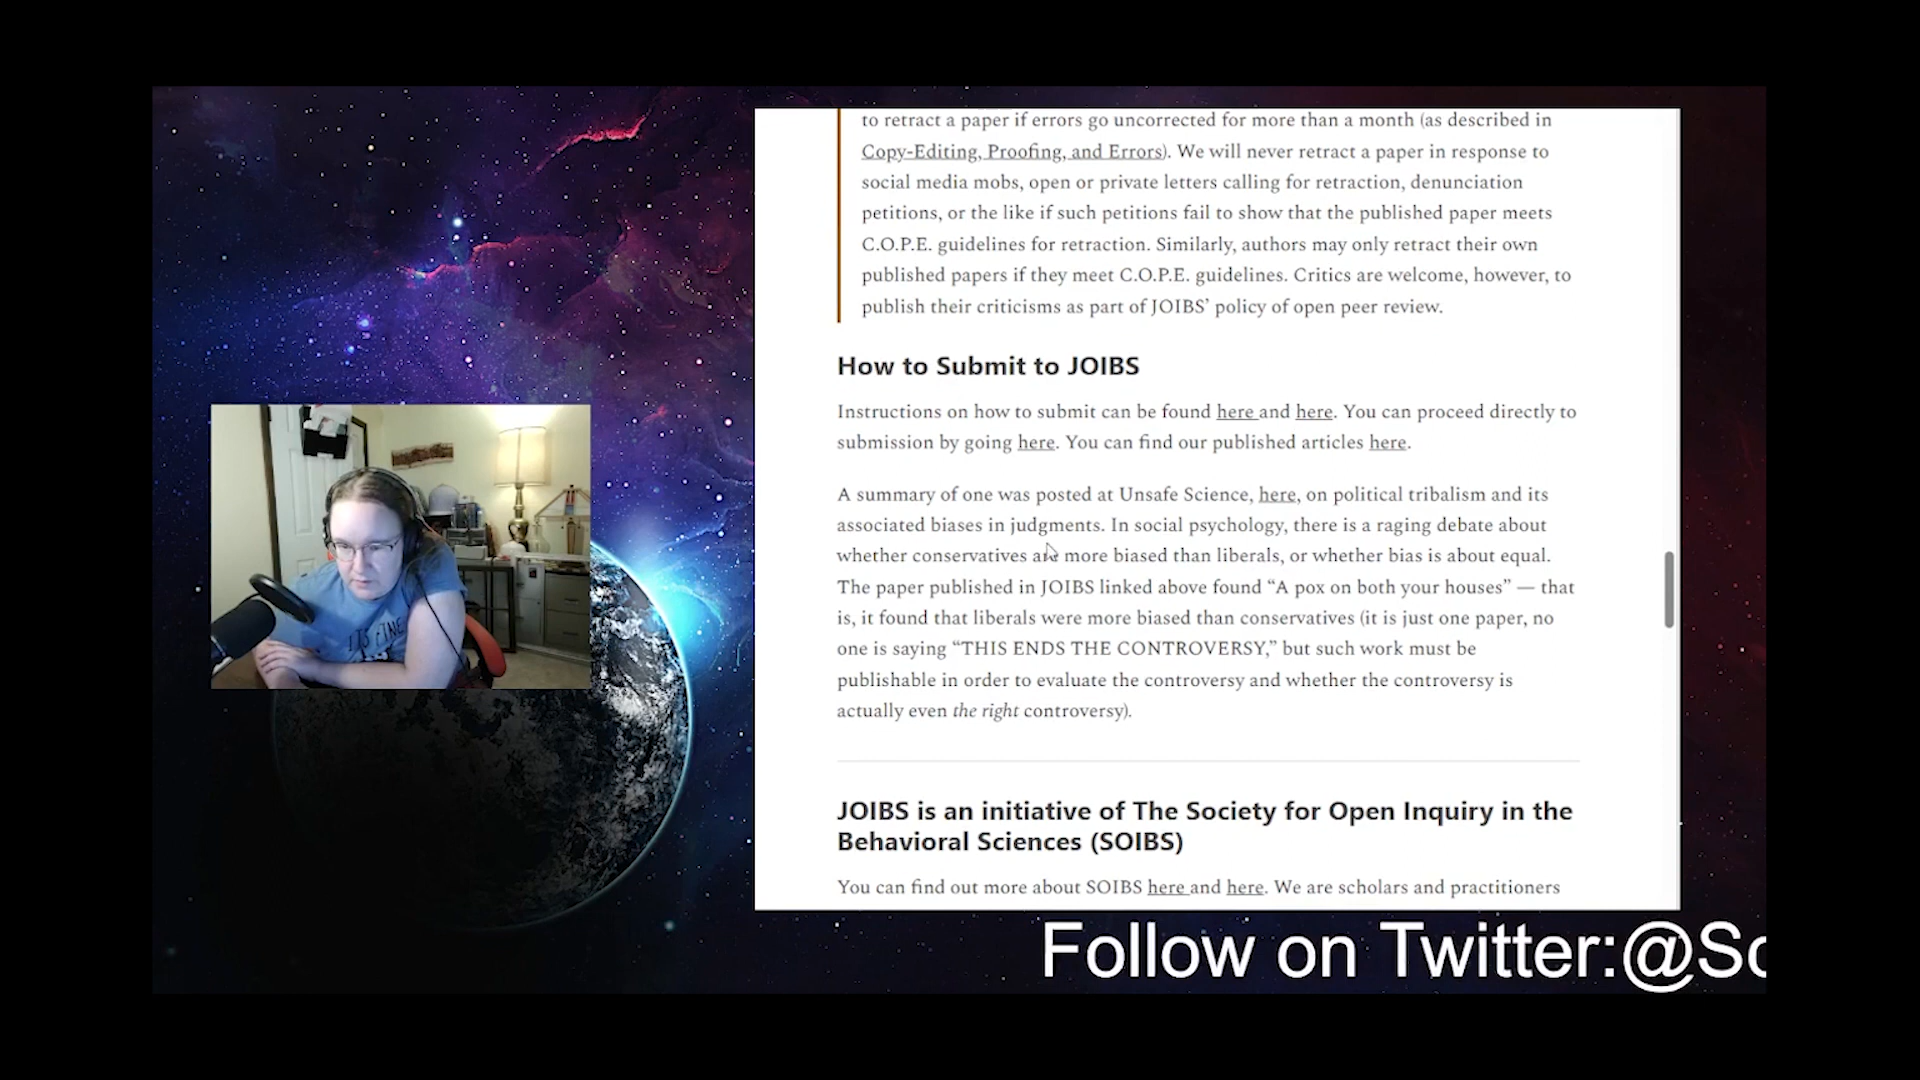 to retract a paper if errors go uncorrected for more than a month (as described in
Copy-Editing, Proofing, and Errors). We will never retract a paper in response to
social media mobs, open or private letters calling for retraction, denunciation
petitions, or the like if such petitions fail to show that the published paper meets
C.O.P.E. guidelines for retraction. Similarly, authors may only retract their own
published papers if they meet C.O.P.E. guidelines. Critics are welcome, however, to
publish their criticisms as part of JOIBS’ policy of open peer review.
How to Submit to JOIBS
Instructions on how to submit can be found here and here. You can proceed directly to
submission by going here. You can find our published articles here.
A summary of one was posted at Unsafe Science, here, on political tribalism and its
associated biases in judgments. In social psychology, there is a raging debate about
whether conservatives are more biased than liberals, or whether bias is about equal.
The paper published in JOIBS linked above found “A pox on both your houses” — that
is, it found that liberals were more biased than conservatives (it is just one paper, no
one is saying “THIS ENDS THE CONTROVERSY,” but such work must be
publishable in order to evaluate the controversy and whether the controversy is
actually even the right controversy).
JOIBS is an initiative of The Society for Open Inquiry in the
Behavioral Sciences (SOIBS)
You can find out more about SOIBS here and here. We are scholars and practitioners
IT'S FINE
Follow on Twitter:@Sc